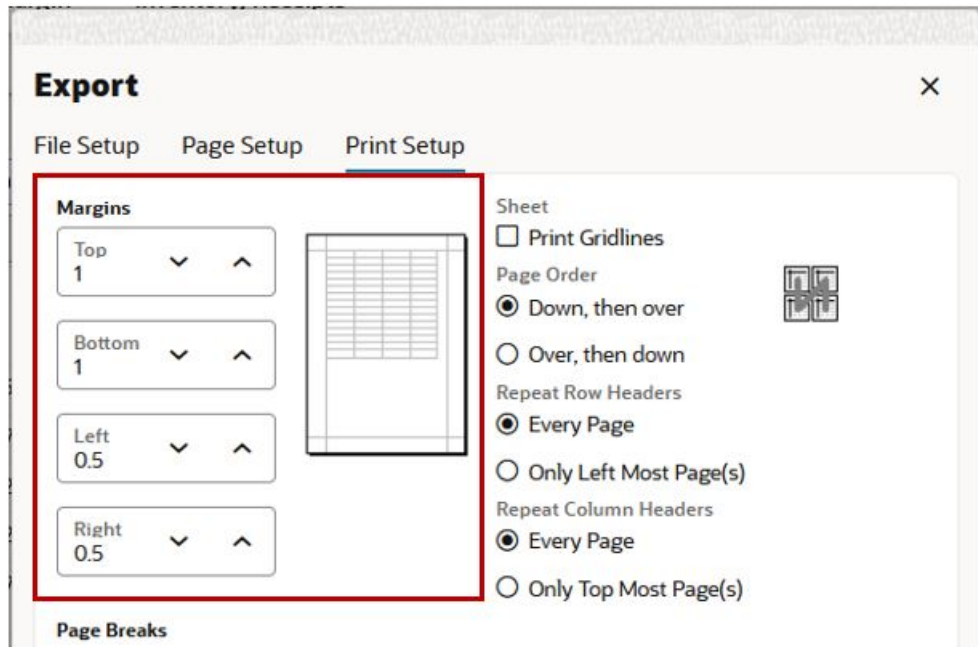 Export
File Setup Page Setup Print Setup
Margins
Top
1
Bottom
1
Left
0.5
Right
0.5
Sheet
Print Gridlines
Page Order
Down, then over
Over, then down
Repeat Row Headers
Every Page
Only Left Most Page(s)
Repeat Column Headers
Every Page
Only Top Most Page(s)
Page Breaks